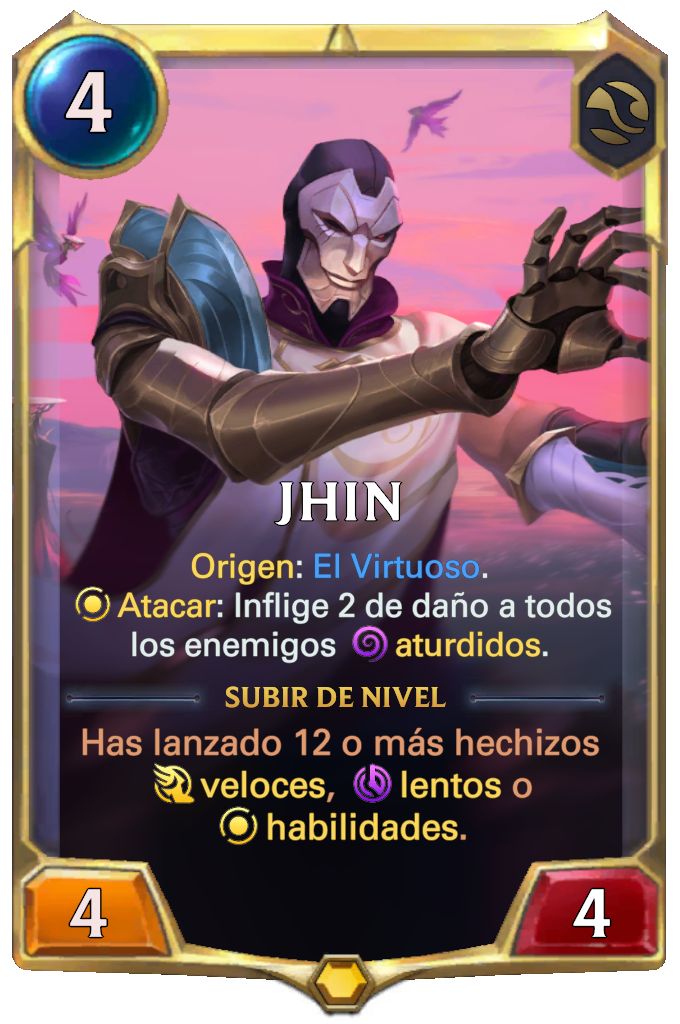 4
JHIN
Origen: El Virtuoso.
Atacar: Inflige 2 de daño a todos
los enemigos aturdidos.
SUBIR DE NIVEL
Has lanzado 12 o más hechizos
veloces, lentos o
habilidades.
4
4